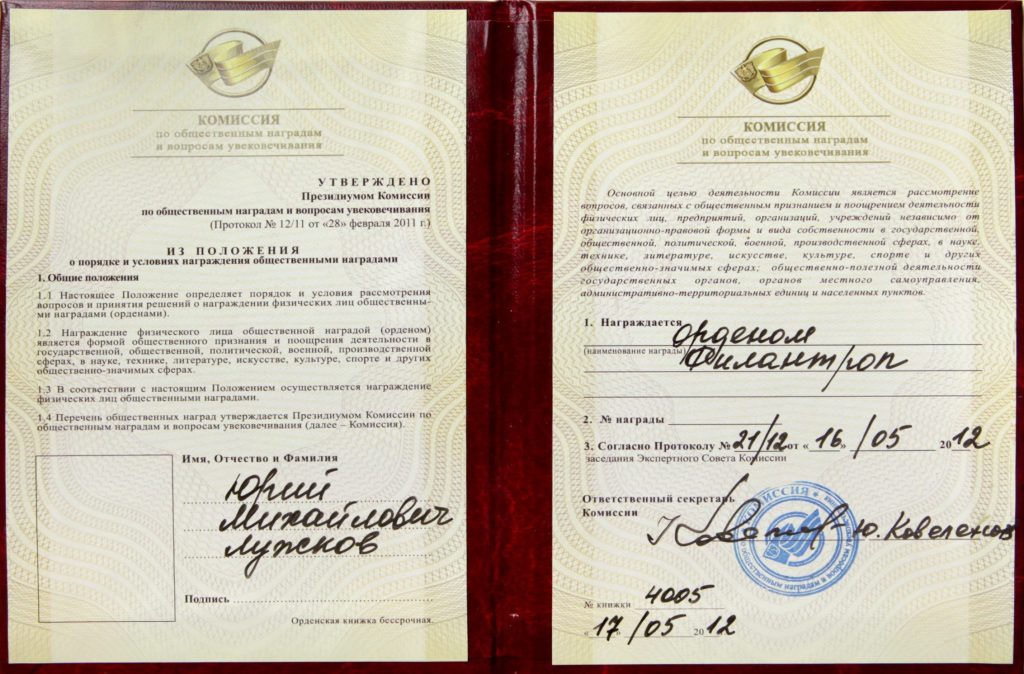 КОМИССИЯ
по общественным наградам
и вопросам увековечивания
УТВЕРЖДЕНО
Президиумом Комиссии
по общественным наградам и вопросам увековечивания
(Протокол № 12/11 от «28» февраля 2011 г.)
ИЗ ПОЛОЖЕНИЯ
о порядке и условиях награждения общественными наградами
1. Общие положения
1.1 Настоящее Положение определяет порядок и условия рассмотрения
вопросов и принятия решений о награждении физических лиц общественны-
ми наградами (орденами).
1.2 Награждение физического лица общественной наградой (орденом)
является формой общественного признания и поощрения деятельности в
государственной, общественной, политической, военной, производственной
сферах, в науке, технике, литературе, искусстве, культуре, спорте и других
общественно-значимых сферах.
1.3 В соответствии с настоящим Положением осуществляется награждение
физических лиц общественными наградами.
1.4 Перечень общественных наград утверждается Президиумом Комиссии по
общественным наградам и вопросам увековечивания (далее – Комиссия).
Имя, Отчество и Фамилия
Юрий
Михайлович
Лужков
Подпись
Орденская книжка бессрочная.
КОМИССИЯ
по общественным наградам
и вопросам увековечивания
Основной целью деятельности Комиссии является рассмотрение
вопросов, связанных с общественным признанием и поощрением деятельности
физических лиц, предприятий, организаций, учреждений независимо от
организационно-правовой формы и вида собственности в государственной,
общественной, политической, военной, производственной сферах, в науке,
технике, литературе, искусстве, культуре, спорте и других
общественно-значимых сферах; общественно-полезной деятельности
государственных органов, органов местного самоуправления,
административно-территориальных единиц и населенных пунктов.
1. Награждается орденом
(наименование награды) Филантроп
2. № награды
3. Согласно Протоколу № 21/12 от «16» /05 2012
заседания Экспертного Совета Комиссии
Ответственный секретарь
Комиссии
КОМИССИЯ
по общественным наградам и вопросам увековечивания
Ю. Коваленов
№ книжки 4005
«17» /05 2012